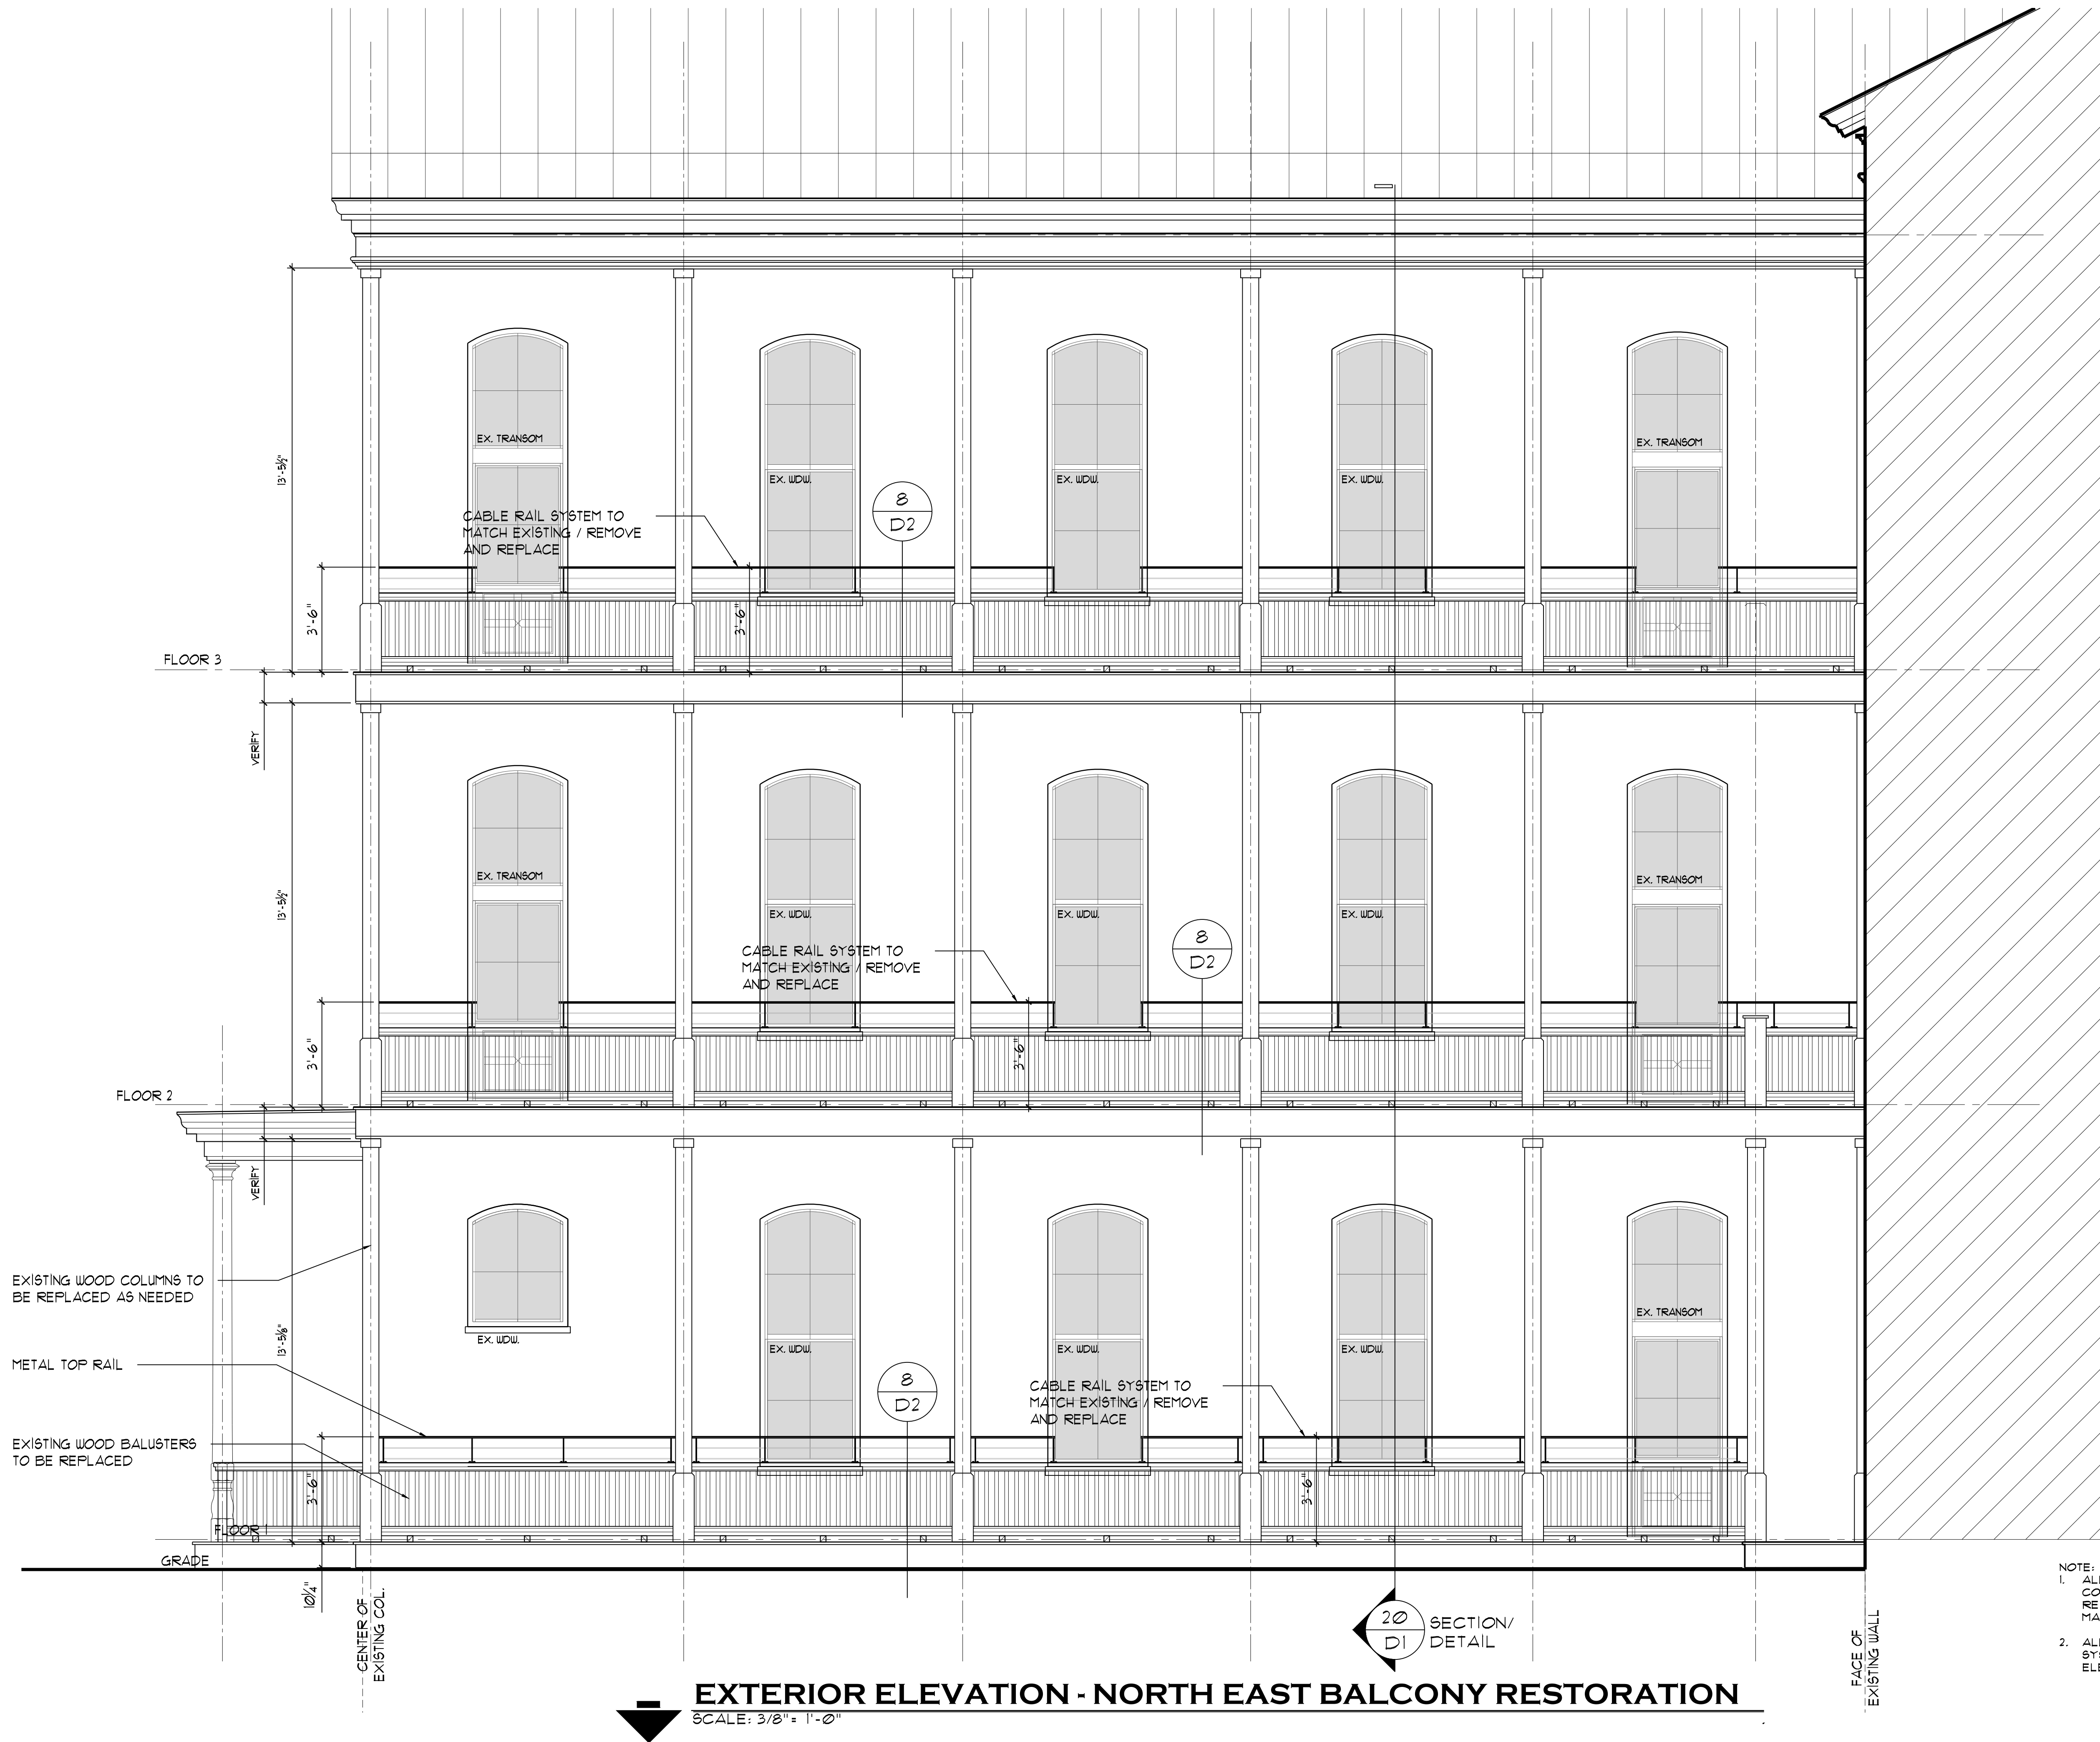 EX. TRANSOM
EX. TRANSOM
13'-5½"
EX. WDW.
EX. WDW.
EX. WDW.
8
D2
CABLE RAIL SYSTEM TO
MATCH EXISTING / REMOVE
AND REPLACE
3'-6"
3'-6"
FLOOR 3
VERIFY
13'-5½"
EX. TRANSOM
EX. TRANSOM
EX. WDW.
EX. WDW.
EX. WDW.
8
D2
CABLE RAIL SYSTEM TO
MATCH EXISTING / REMOVE
AND REPLACE
3'-6"
3'-6"
FLOOR 2
VERIFY
EXISTING WOOD COLUMNS TO
BE REPLACED AS NEEDED
EX. TRANSOM
EX. WDW.
EX. WDW.
EX. WDW.
EX. WDW.
13'-5⅝"
METAL TOP RAIL
8
D2
CABLE RAIL SYSTEM TO
MATCH EXISTING / REMOVE
AND REPLACE
EXISTING WOOD BALUSTERS
TO BE REPLACED
3'-6"
3'-6"
FLOOR 1
GRADE
10¼"
CENTER OF
EXISTING COL.
20
D1
SECTION/
DETAIL
FACE OF
EXISTING WALL
NOTE:
1.
2.
EXTERIOR ELEVATION - NORTH EAST BALCONY RESTORATION
SCALE: 3/8" = 1'-0"